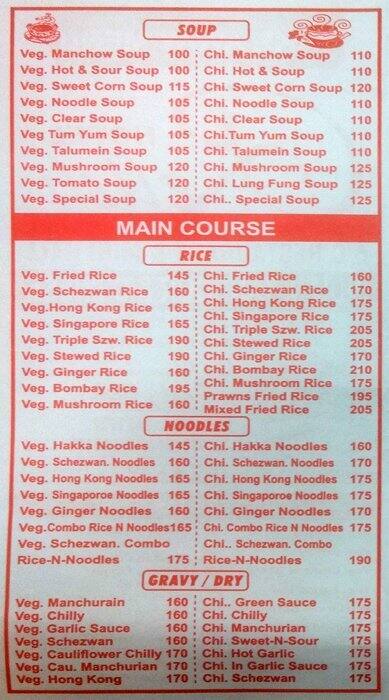 SOUP
Veg. Manchow Soup 100 Chi. Manchow Soup 110
Veg. Hot & Sour Soup 100 Chi. Hot & Soup 110
Veg. Sweet Corn Soup 115 Chi. Sweet Corn Soup 120
Veg. Noodle Soup 105 Chi. Noodle Soup 110
Veg. Clear Soup 105 Chi. Clear Soup 110
Veg Tum Yum Soup 105 Chi.Tum Yum Soup 110
Veg. Talumein Soup 105 Chi. Talumein Soup 110
Veg. Mushroom Soup 120 Chi. Mushroom Soup 125
Veg. Tomato Soup 120 Chi. Lung Fung Soup 125
Veg. Special Soup 120 Chi.. Special Soup 125
MAIN COURSE
RICE
Veg. Fried Rice 145 Chi. Fried Rice 160
Veg. Schezwan Rice 160 Chi. Schezwan Rice 170
Veg.Hong Kong Rice 165 Chi. Hong Kong Rice 175
Veg. Singapore Rice 165 Chi. Singapore Rice 175
Veg. Triple Szw. Rice 190 Chi. Triple Szw. Rice 205
Veg. Stewed Rice 190 Chi. Stewed Rice 205
Veg. Ginger Rice 160 Chi. Ginger Rice 170
Veg. Bombay Rice 195 Chi. Bombay Rice 210
Veg. Mushroom Rice 160 Chi. Mushroom Rice 175
Prawns Fried Rice 195
Mixed Fried Rice 205
NOODLES
Veg. Hakka Noodles 145 Chi. Hakka Noodles 160
Veg. Schezwan. Noodles 160 Chi. Schezwan. Noodles 170
Veg. Hong Kong Noodles 165 Chi. Hong Kong Noodles 175
Veg. Singaporoe Noodles 165 Chi. Singaporoe Noodles 175
Veg. Ginger Noodles 160 Chi. Ginger Noodles 170
Veg.Combo Rice N Noodles165 Chi. Combo Rice N Noodles 175
Veg. Schezwan. Combo Chi.. Schezwan. Combo
Rice-N-Noodles 175 Rice-N-Noodles 190
GRAVY / DRY
Veg. Manchurain 160 Chi.. Green Sauce 175
Veg. Chilly 160 Chi. Chilly 175
Veg. Garlic Sauce 160 Chi. Manchurian 175
Veg. Schezwan 160 Chi. Sweet-N-Sour 175
Veg. Cauliflower Chilly 170 Chi. Hot Garlic 175
Veg. Cau. Manchurian 170 Chi. In Garlic Sauce 175
Veg. Hong Kong 170 Chi. Schezwan 175